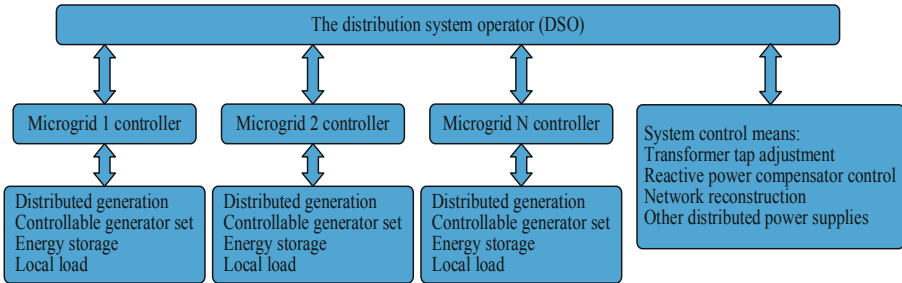 The distribution system operator (DSO)
Microgrid 1 controller
Microgrid 2 controller
Microgrid N controller
Distributed generation
Controllable generator set
Energy storage
Local load
Distributed generation
Controllable generator set
Energy storage
Local load
Distributed generation
Controllable generator set
Energy storage
Local load
System control means:
Transformer tap adjustment
Reactive power compensator control
Network reconstruction
Other distributed power supplies